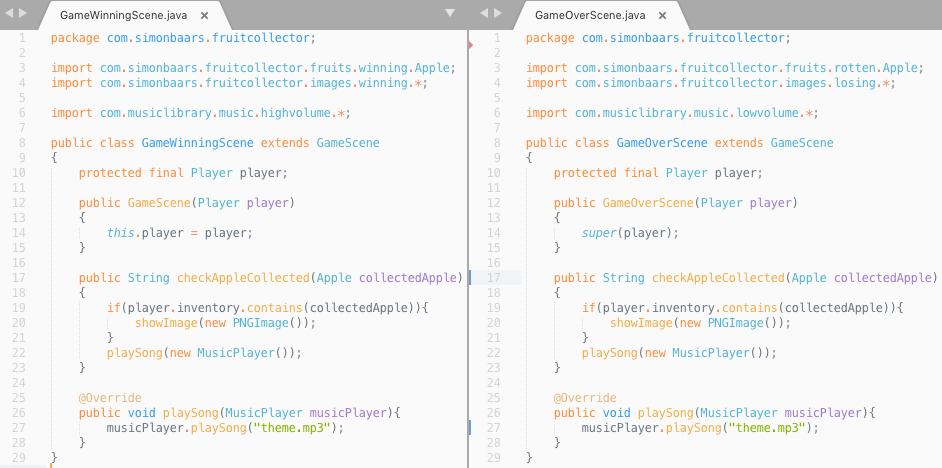 GameWinningScene.java ×
1 package com.simonbaars.fruitcollector;
2
3 import com.simonbaars.fruitcollector.fruits.winning.Apple;
4 import com.simonbaars.fruitcollector.images.winning.*;
5
6 import com.musiclibrary.music.highvolume.*;
7
8 public class GameWinningScene extends GameScene
9 {
10 protected final Player player;
11
12 public GameScene(Player player)
13 {
14 this.player = player;
15 }
16
17 public String checkAppleCollected(Apple collectedApple)
18 {
19 if(player.inventory.contains(collectedApple)){
20 showImage(new PNGImage());
21 }
22 playSong(new MusicPlayer());
23 }
24
25 @Override
26 public void playSong(MusicPlayer musicPlayer){
27 musicPlayer.playSong("theme.mp3");
28 }
29 }
GameOverScene.java ×
1 package com.simonbaars.fruitcollector;
2
3 import com.simonbaars.fruitcollector.fruits.rotten.Apple;
4 import com.simonbaars.fruitcollector.images.losing.*;
5
6 import com.musiclibrary.music.lowvolume.*;
7
8 public class GameOverScene extends GameScene
9 {
10 protected final Player player;
11
12 public GameOverScene(Player player)
13 {
14 super(player);
15 }
16
17 public String checkAppleCollected(Apple collectedApple)
18 {
19 if(player.inventory.contains(collectedApple)){
20 showImage(new PNGImage());
21 }
22 playSong(new MusicPlayer());
23 }
24
25 @Override
26 public void playSong(MusicPlayer musicPlayer){
27 musicPlayer.playSong("theme.mp3");
28 }
29 }